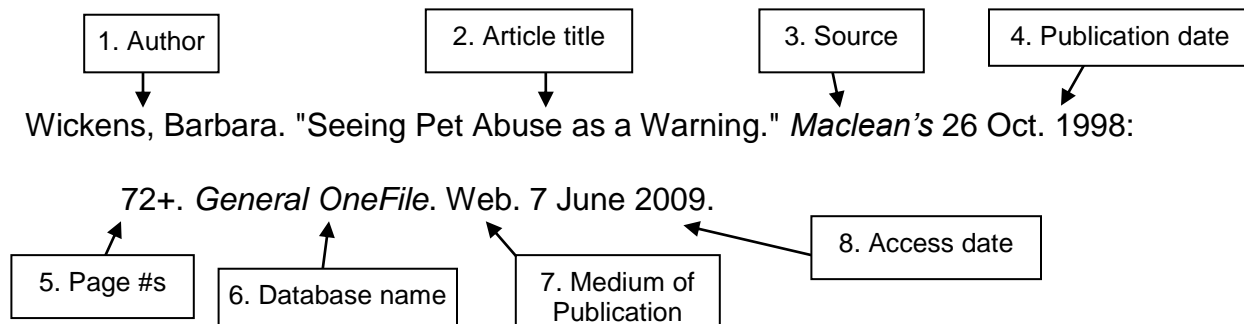 1. Author
2. Article title
3. Source
4. Publication date
Wickens, Barbara. "Seeing Pet Abuse as a Warning." Maclean’s 26 Oct. 1998:
72+. General OneFile. Web. 7 June 2009.
5. Page #s
6. Database name
7. Medium of
Publication
8. Access date